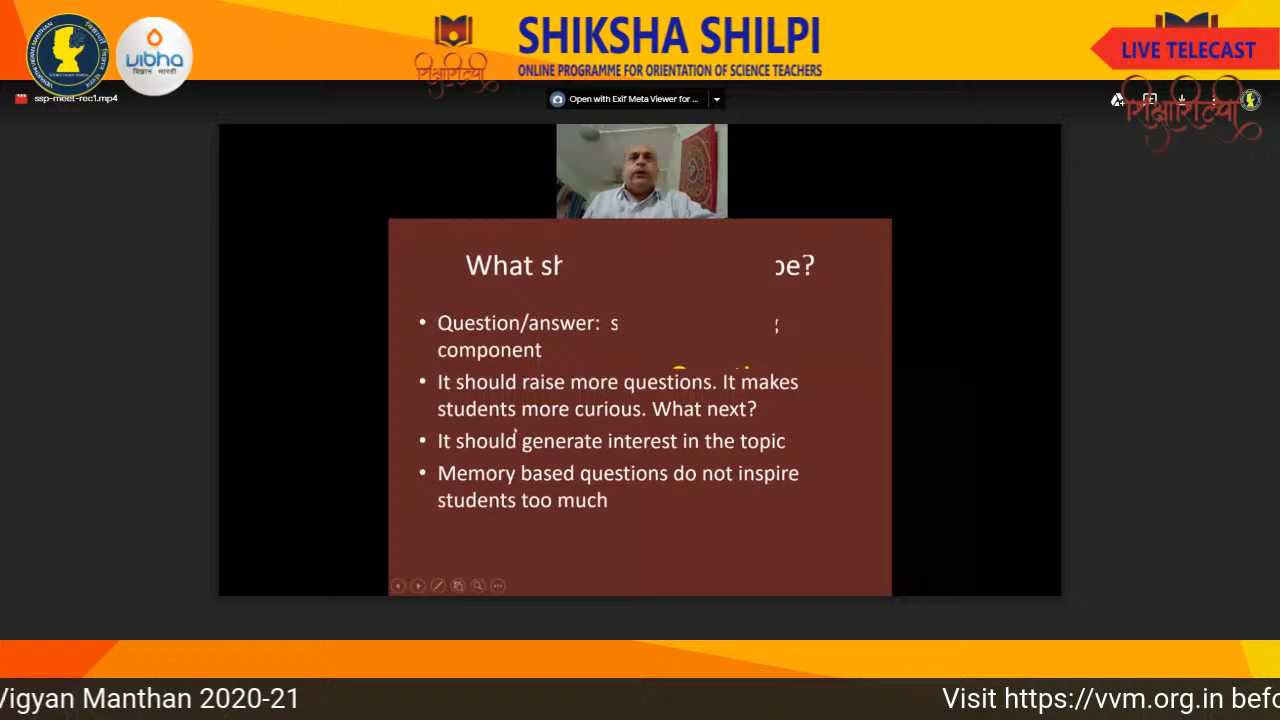 SHIKSHA SHILPI
ONLINE PROGRAMME FOR ORIENTATION OF SCIENCE TEACHERS
LIVE TELECAST
vibha
विज्ञान भारती
ssp-meet-rec1.mp4
Open with Exif Meta Viewer for ...
What sh
be?
• Question/answer: s
component
• It should raise more questions. It makes
students more curious. What next?
• It should generate interest in the topic
• Memory based questions do not inspire
students too much
Vigyan Manthan 2020-21
Visit https://vvm.org.in befo